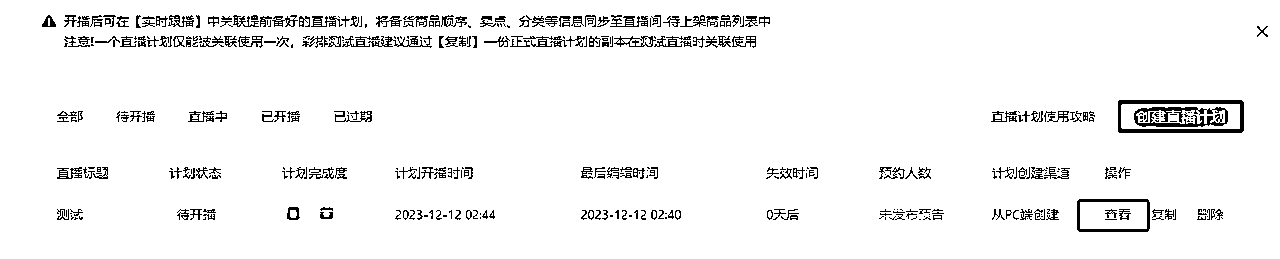 开播后可在【实时跟播】中关联提前备好的直播计划，将备货商品顺序、卖点、分类等信息同步至直播间-待上架商品列表中
注意!一个直播计划仅能被关联使用一次，彩排测试直播建议通过【复制】一份正式直播计划的副本在测试直播时关联使用
全部 待开播 直播中 已开播 已过期 直播计划使用攻略 创建直播计划
直播标题 计划状态 计划完成度 计划开播时间 最后编辑时间 失效时间 预约人数 计划创建渠道 操作
测试 待开播 2023-12-12 02:44 2023-12-12 02:40 0天后 未发布预告 从PC端创建 查看 复制 删除